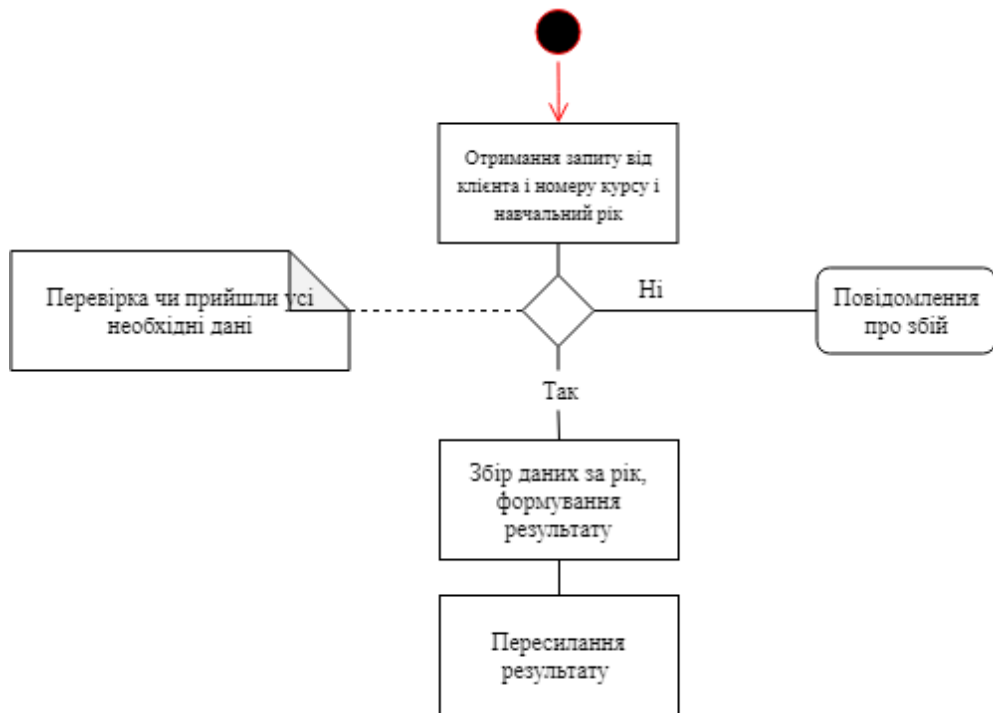 Отримання запиту від
клієнта і номеру курсу і
навчальний рік
Перевірка чи прийшли усі
необхідні дані
Ні
Повідомлення
про збій
Так
Збір даних за рік,
формування
результату
Пересилання
результату